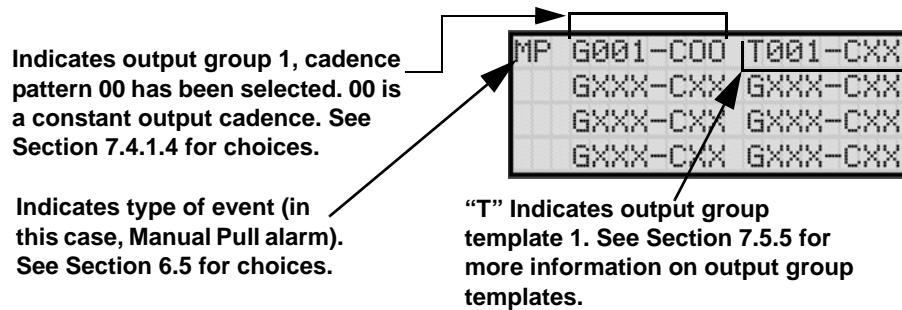 Indicates output group 1, cadence
pattern 00 has been selected. 00 is
a constant output cadence. See
Section 7.4.1.4 for choices.
Indicates type of event (in
this case, Manual Pull alarm).
See Section 6.5 for choices.
MP G001-C00 T001-CXX
GXXX-CXX GXXX-CXX
GXXX-CXX GXXX-CXX
GXXX-CXX GXXX-CXX
“T” Indicates output group
template 1. See Section 7.5.5 for
more information on output group
templates.